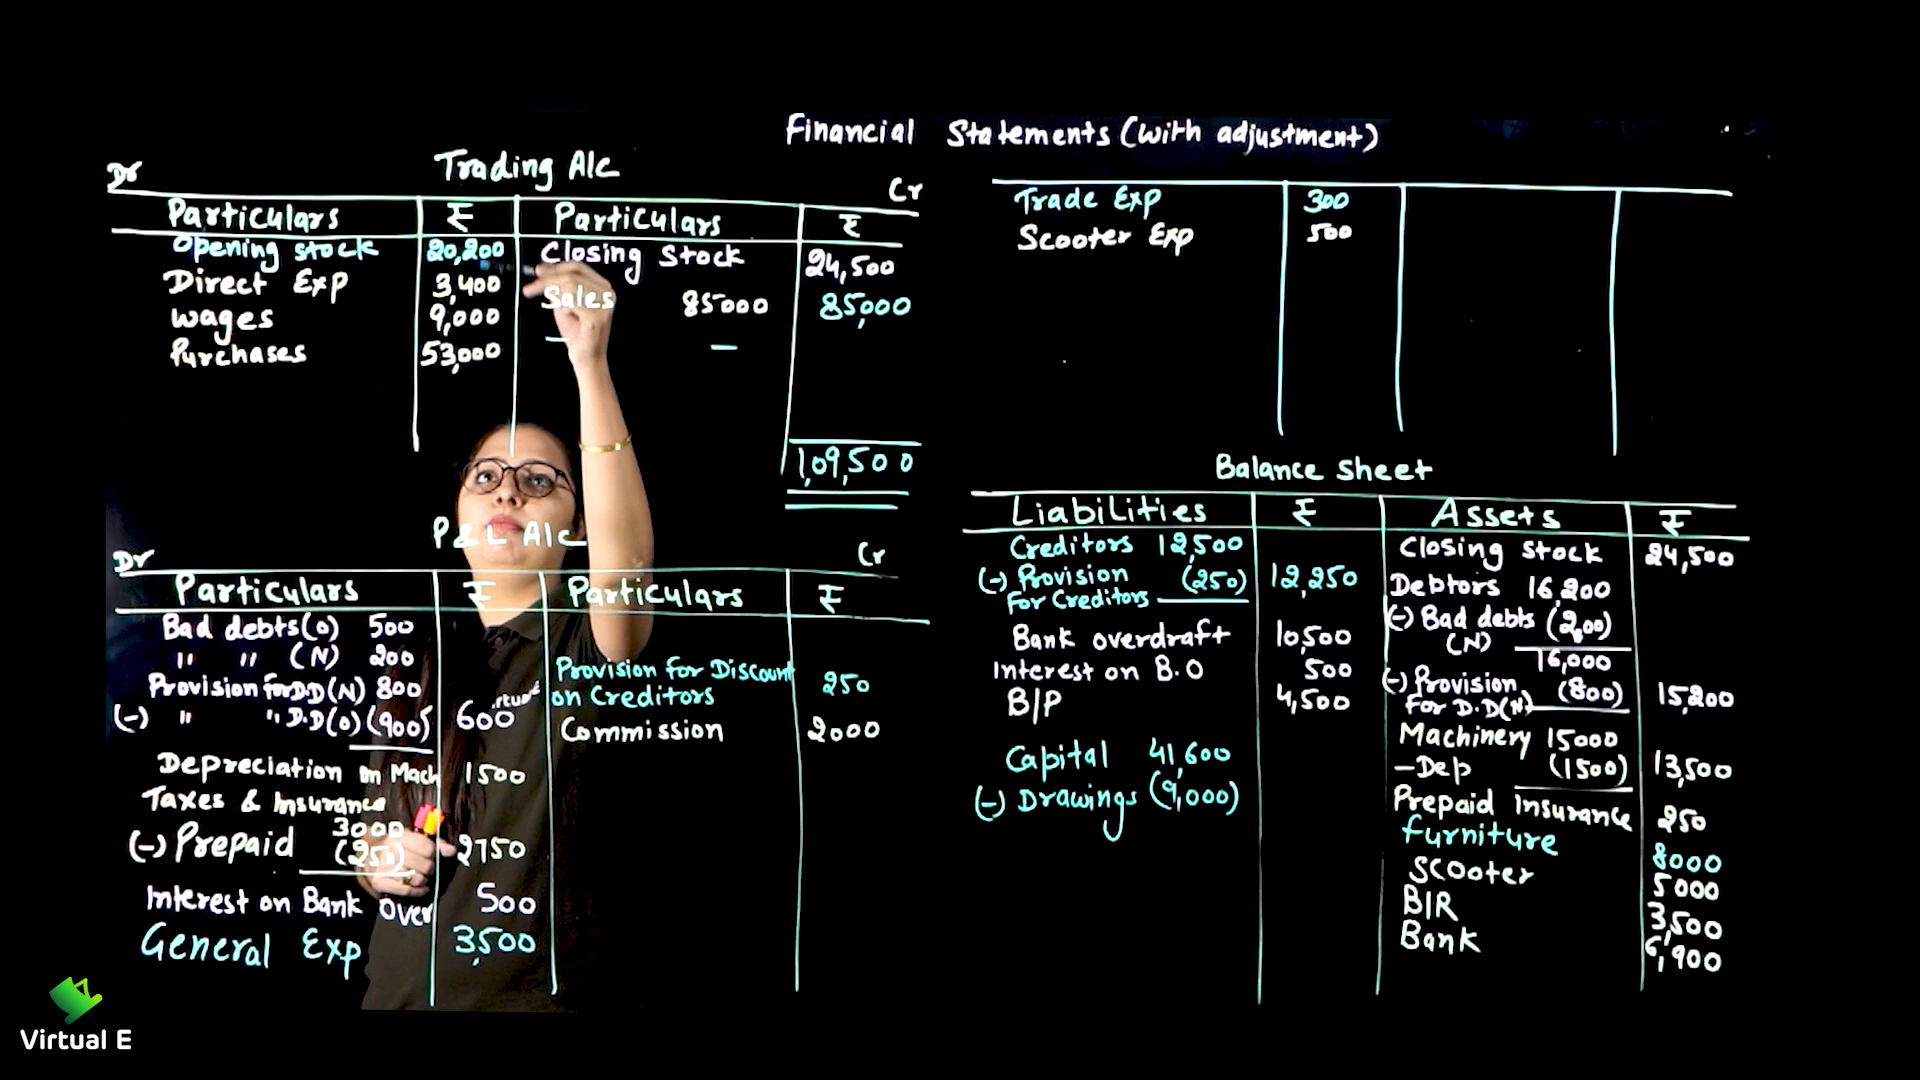 Financial Statements (with adjustment)
Trading A/c
Dr
Cr
Particulars ₹ Particulars ₹
Opening stock 20,200 Closing Stock 24,500
Direct Exp 3,400
Sales 85000 85,000
Wages 9,000
Purchases 53,000
1,09,500
P & L A/c
Dr
Cr
Particulars ₹ Particulars ₹
Bad debts (O) 500
" " (N) 200
Provision for D.D (N) 800
(-) " " D.D (O) (900) 600
Provision for Discount
on Creditors 250
Commission 2000
Depreciation on Mach 1500
Taxes & Insurance
3000
(-) Prepaid (250) 2750
Interest on Bank Over 500
General Exp 3,500
Trade Exp 300
Scooter Exp 500
Balance sheet
Liabilities ₹ Assets ₹
Creditors 12,500
(-) Provision (250) 12,250
for Creditors
Bank overdraft 10,500
Interest on B.O 500
B/P 4,500
Capital 41,600
(-) Drawings (9,000)
Closing stock 24,500
Debtors 16,200
(-) Bad debts (200)
(N)
16,000
(-) Provision (800) 15,200
for D.D(N)
Machinery 15000
-Dep (1500) 13,500
Prepaid Insurance 250
furniture 8000
Scooter 5000
B/R 3,500
Bank 6,900
Virtual E